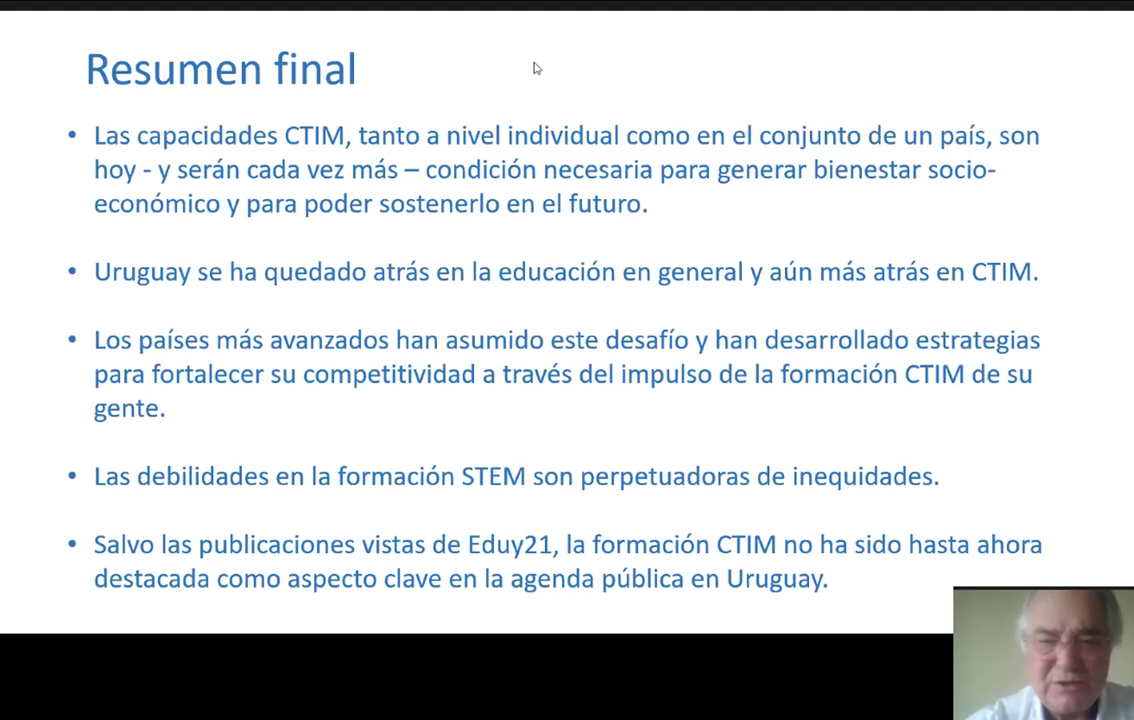 Resumen final
• Las capacidades CTIM, tanto a nivel individual como en el conjunto de un país, son
hoy - y serán cada vez más – condición necesaria para generar bienestar socio-
económico y para poder sostenerlo en el futuro.
• Uruguay se ha quedado atrás en la educación en general y aún más atrás en CTIM.
• Los países más avanzados han asumido este desafío y han desarrollado estrategias
para fortalecer su competitividad a través del impulso de la formación CTIM de su
gente.
• Las debilidades en la formación STEM son perpetuadoras de inequidades.
• Salvo las publicaciones vistas de Eduy21, la formación CTIM no ha sido hasta ahora
destacada como aspecto clave en la agenda pública en Uruguay.